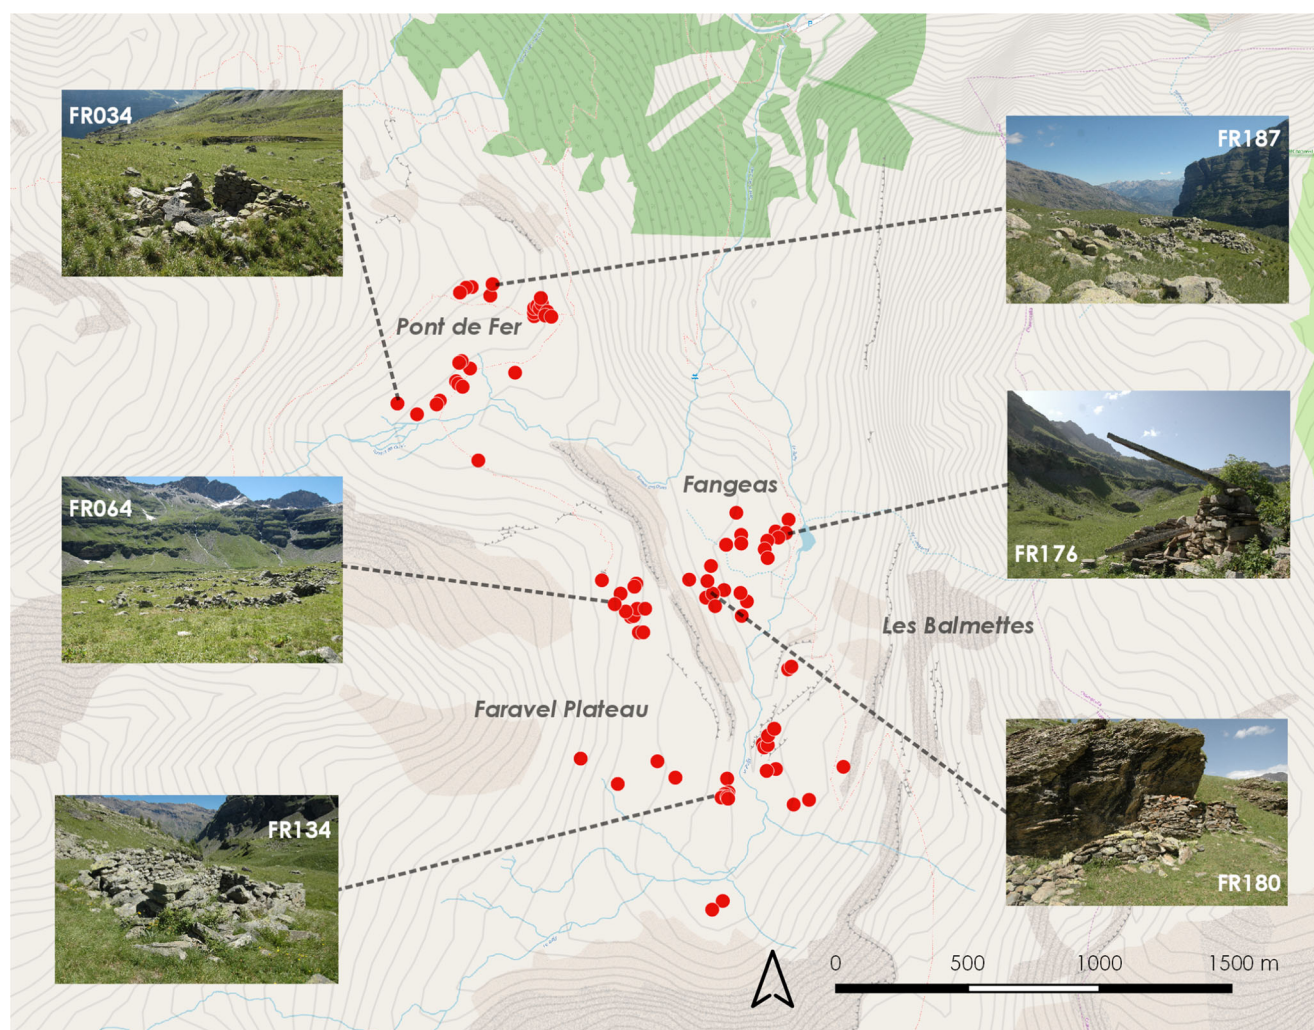 FR034
FR187
Pont de Fer
FR064
Fangeas
FR176
Les Balmettes
Faravel Plateau
FR134
FR180
0 500 1000 1500 m